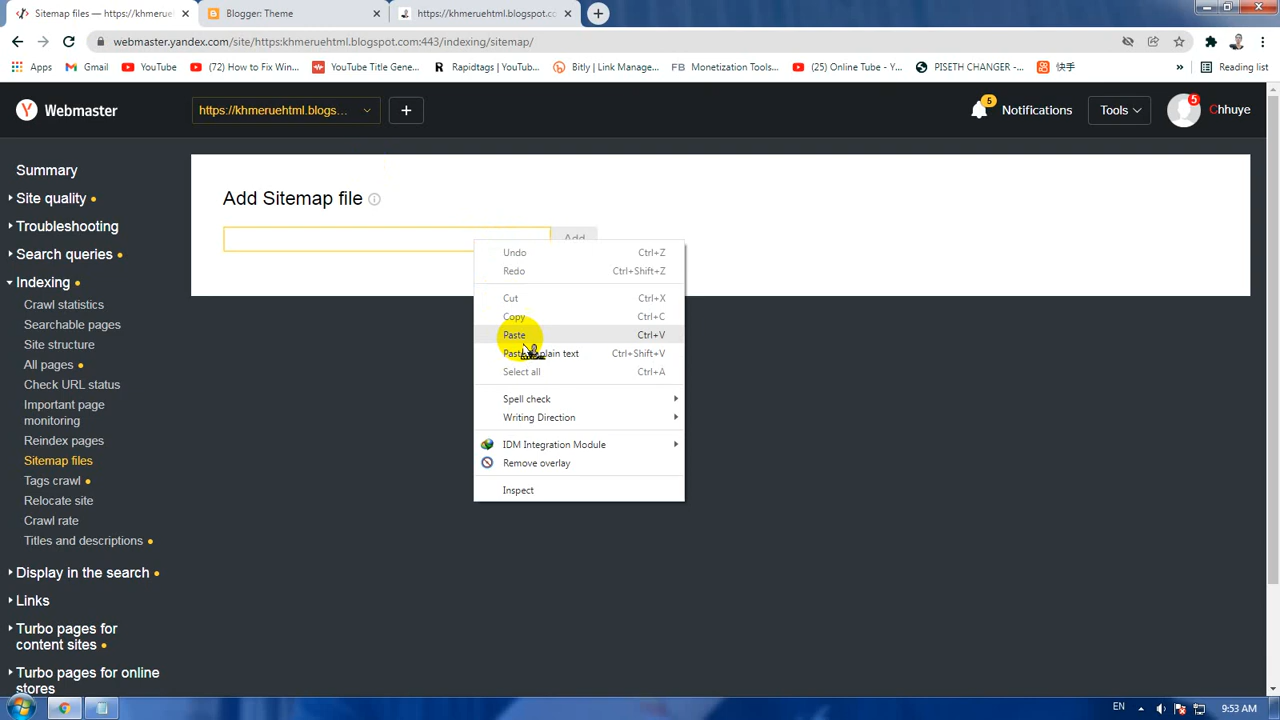 Sitemap files — https://khmerueh
Blogger: Theme
https://khmeruehtml.blogspot.co
webmaster.yandex.com/site/https:khmeruehtml.blogspot.com:443/indexing/sitemap/
Apps
Gmail
YouTube
(72) How to Fix Win...
YouTube Title Gene...
Rapidtags | YouTub...
Bitly | Link Manage...
FB Monetization Tools...
(25) Online Tube - Y...
PISETH CHANGER -...
快手
»
Reading list
Y Webmaster
https://khmeruehtml.blogs...
+
5 Notifications
Tools
5
Chhuye
Summary
Site quality
Troubleshooting
Search queries
Indexing
Crawl statistics
Searchable pages
Site structure
All pages
Check URL status
Important page
monitoring
Reindex pages
Sitemap files
Tags crawl
Relocate site
Crawl rate
Titles and descriptions
Display in the search
Links
Turbo pages for
content sites
Turbo pages for online
stores
Add Sitemap file
Add
Undo Ctrl+Z
Redo Ctrl+Shift+Z
Cut Ctrl+X
Copy Ctrl+C
Paste Ctrl+V
plain text Ctrl+Shift+V
Select all Ctrl+A
Spell check
Writing Direction
IDM Integration Module
Remove overlay
Inspect
EN
9:53 AM